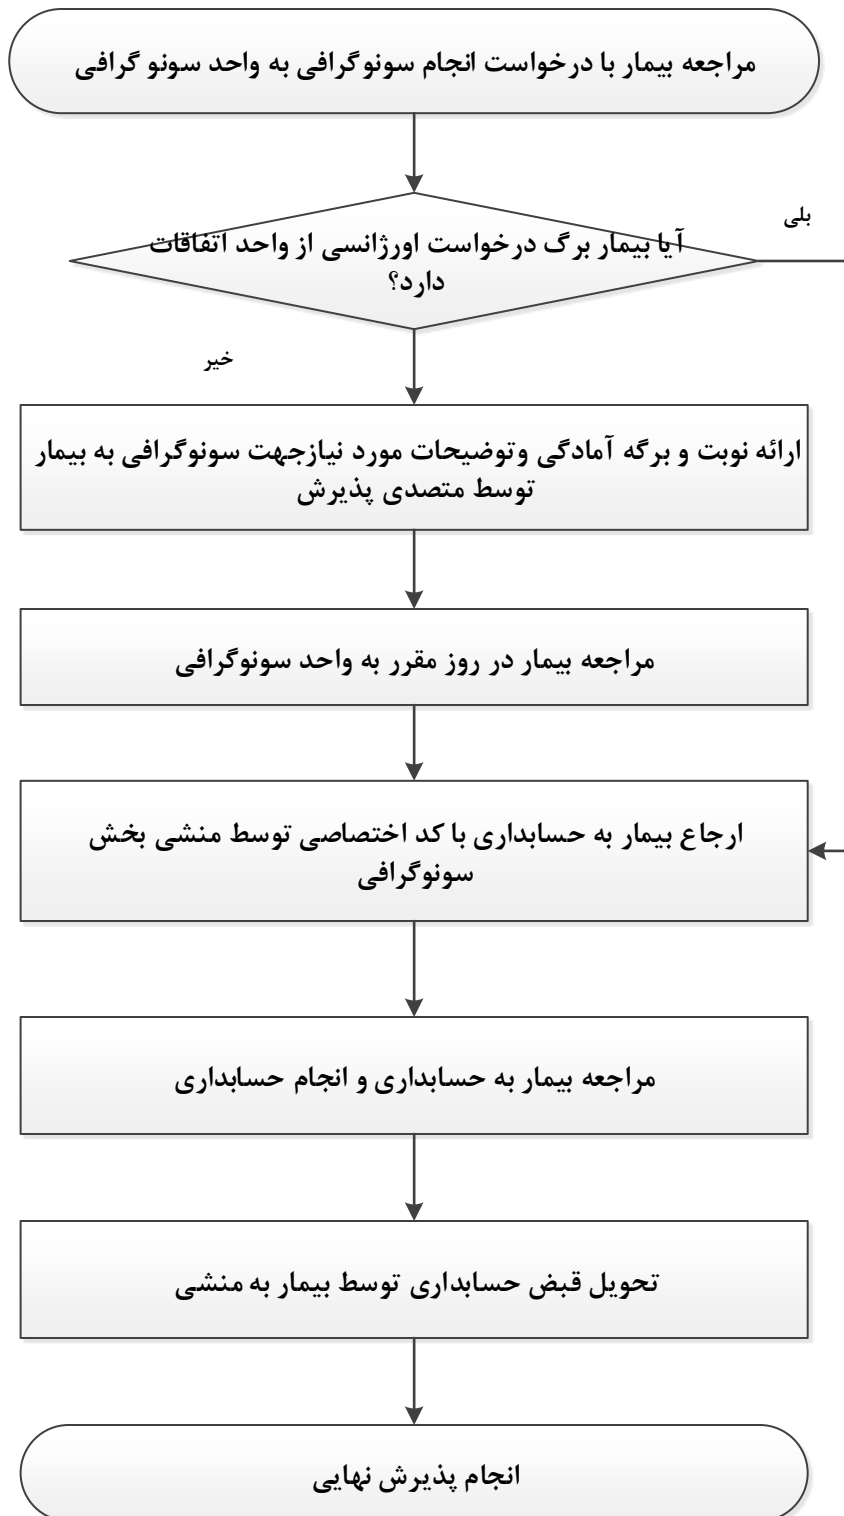 مراجعه بیمار با درخواست انجام سونوگرافی به واحد سونو گرافی
بلی
آیا بیمار برگ درخواست اورژانسی از واحد اتفاقات
دارد؟
خیر
ارائه نوبت و برگه آمادگی وتوضیحات مورد نیازجهت سونوگرافی به بیمار
توسط متصدی پذیرش
مراجعه بیمار در روز مقرر به واحد سونوگرافی
ارجاع بیمار به حسابداری با کد اختصاصی توسط منشی بخش
سونوگرافی
مراجعه بیمار به حسابداری و انجام حسابداری
تحویل قبض حسابداری توسط بیمار به منشی
انجام پذیرش نهایی